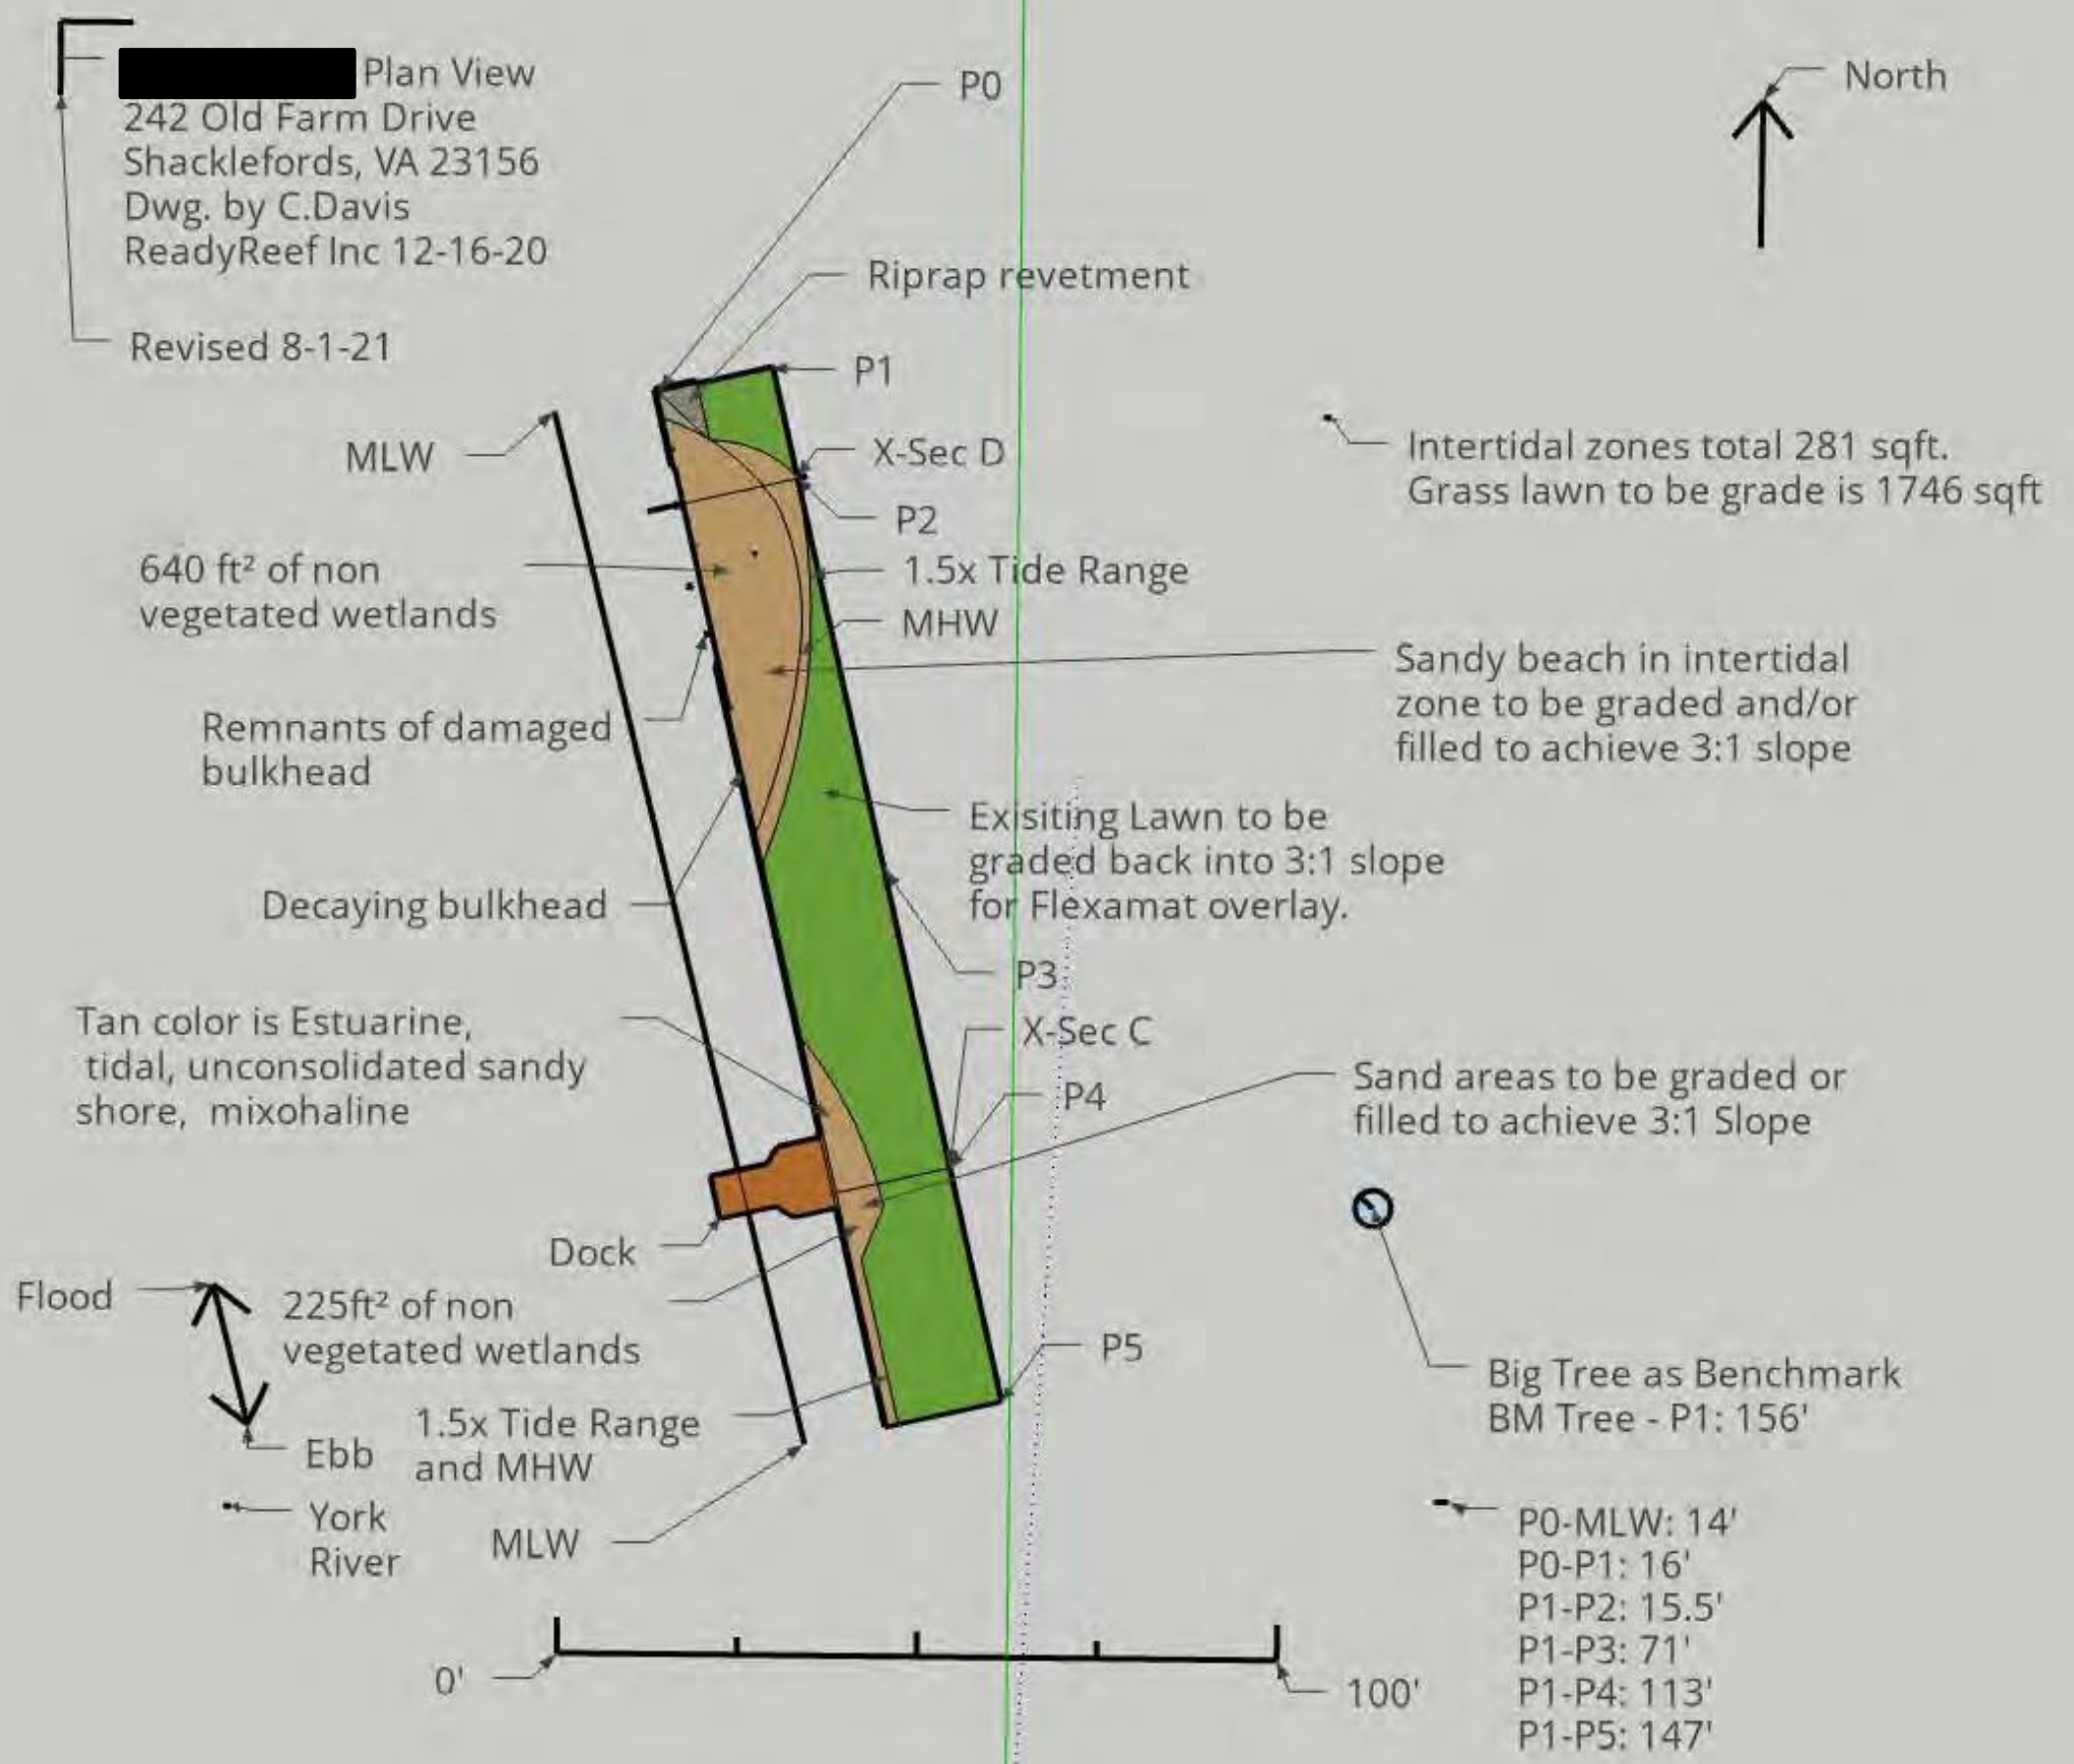 Plan View
242 Old Farm Drive
Shacklefords, VA 23156
Dwg. by C.Davis
ReadyReef Inc 12-16-20
Revised 8-1-21
P0
North
Riprap revetment
P1
MLW
X-Sec D
Intertidal zones total 281 sqft.
Grass lawn to be grade is 1746 sqft
P2
640 ft² of non
vegetated wetlands
1.5x Tide Range
MHW
Sandy beach in intertidal
zone to be graded and/or
filled to achieve 3:1 slope
Remnants of damaged
bulkhead
Exisiting Lawn to be
graded back into 3:1 slope
for Flexamat overlay.
Decaying bulkhead
P3
Tan color is Estuarine,
tidal, unconsolidated sandy
shore, mixohaline
X-Sec C
P4
Sand areas to be graded or
filled to achieve 3:1 Slope
Dock
Flood
225ft² of non
vegetated wetlands
P5
Big Tree as Benchmark
BM Tree - P1: 156'
1.5x Tide Range
and MHW
Ebb
York
River
MLW
P0-MLW: 14'
P0-P1: 16'
P1-P2: 15.5'
P1-P3: 71'
P1-P4: 113'
P1-P5: 147'
0'
100'